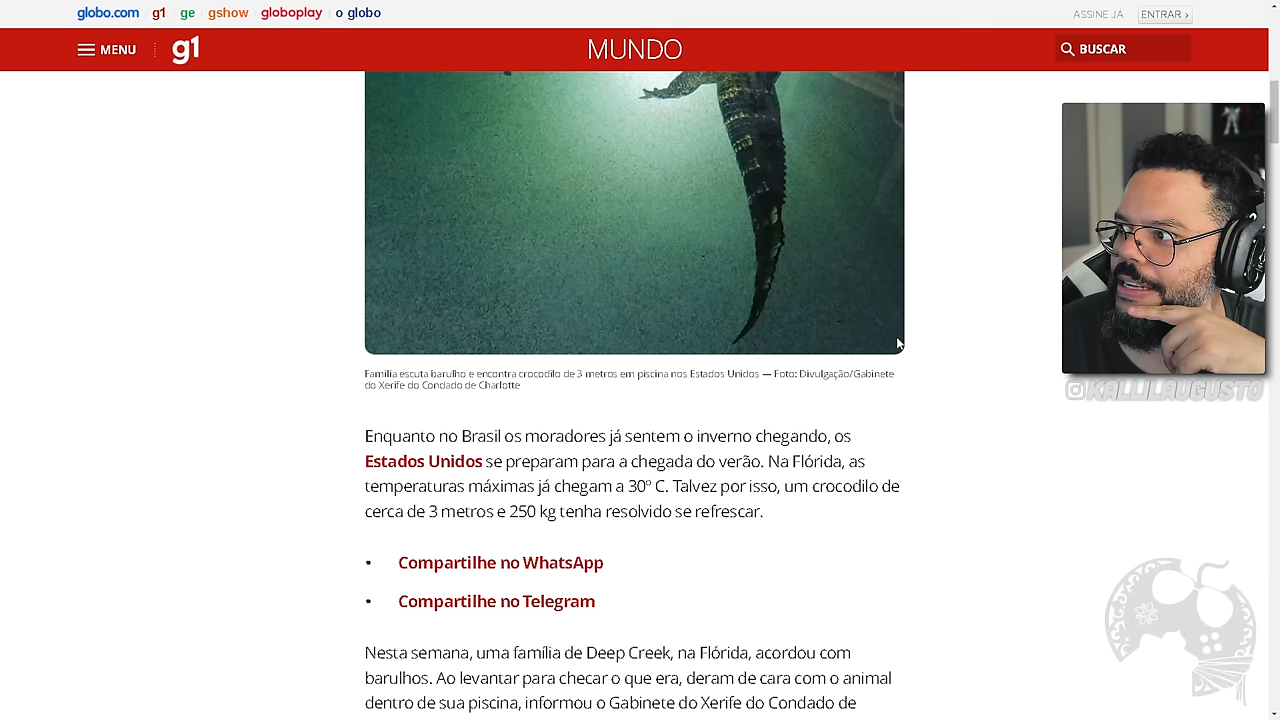 globo.com g1 ge gshow globoplay o globo
ASSINE JÁ ENTRAR ›
MENU g1 MUNDO BUSCAR
Família escuta barulho e encontra crocodilo de 3 metros em piscina nos Estados Unidos — Foto: Divulgação/Gabinete
do Xerife do Condado de Charlotte
@KALLILAUGUSTO
Enquanto no Brasil os moradores já sentem o inverno chegando, os
Estados Unidos se preparam para a chegada do verão. Na Flórida, as
temperaturas máximas já chegam a 30º C. Talvez por isso, um crocodilo de
cerca de 3 metros e 250 kg tenha resolvido se refrescar.
• Compartilhe no WhatsApp
• Compartilhe no Telegram
Nesta semana, uma família de Deep Creek, na Flórida, acordou com
barulhos. Ao levantar para checar o que era, deram de cara com o animal
dentro de sua piscina, informou o Gabinete do Xerife do Condado de